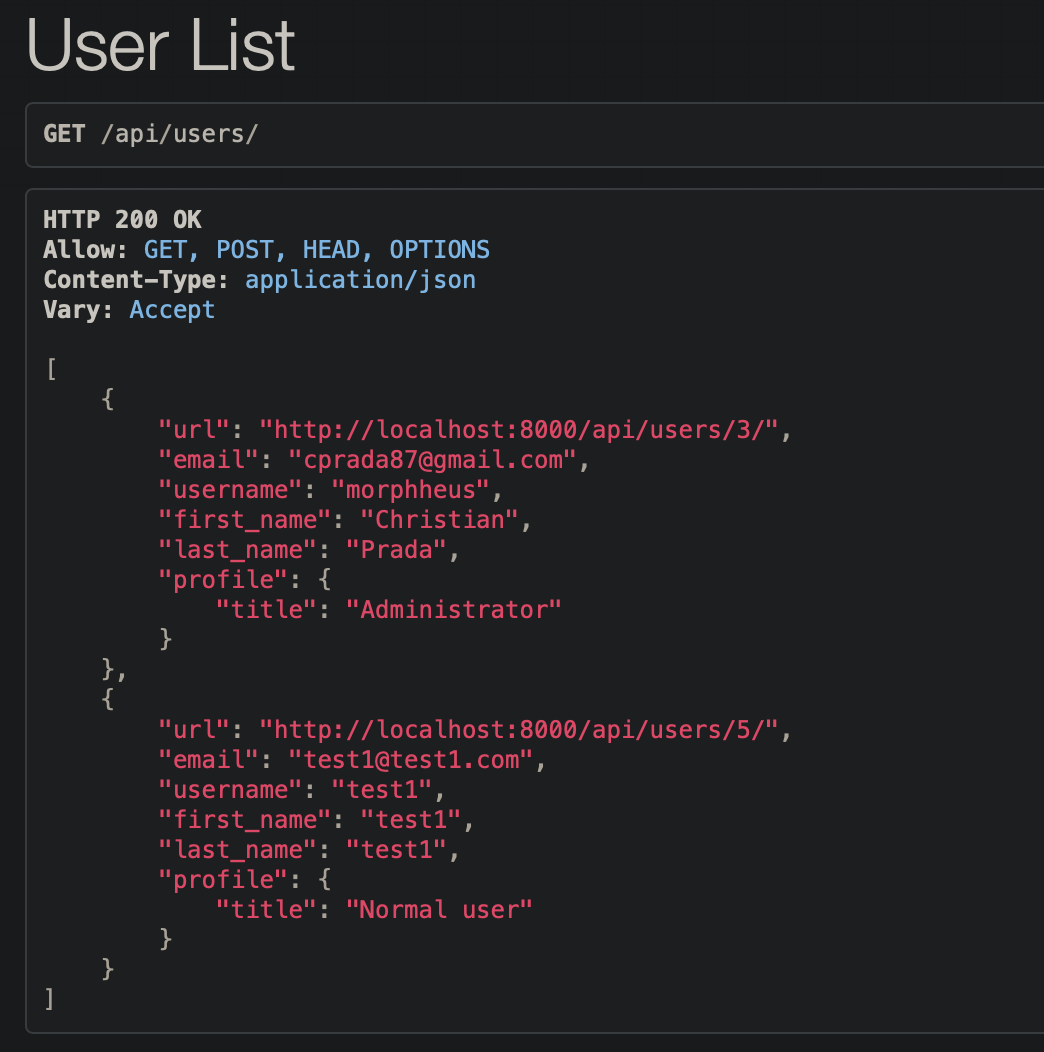 User List
GET /api/users/
HTTP 200 OK
Allow: GET, POST, HEAD, OPTIONS
Content-Type: application/json
Vary: Accept
[
    {
        "url": "http://localhost:8000/api/users/3/",
        "email": "cprada87@gmail.com",
        "username": "morphheus",
        "first_name": "Christian",
        "last_name": "Prada",
        "profile": {
            "title": "Administrator"
        }
    },
    {
        "url": "http://localhost:8000/api/users/5/",
        "email": "test1@test1.com",
        "username": "test1",
        "first_name": "test1",
        "last_name": "test1",
        "profile": {
            "title": "Normal user"
        }
    }
]